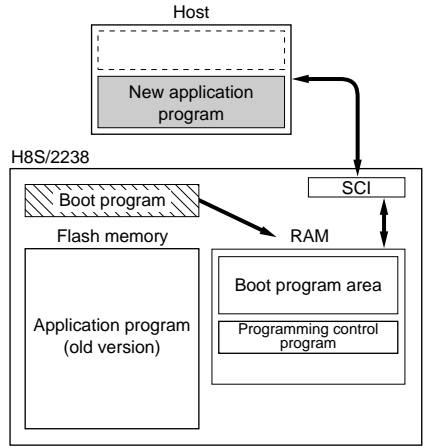 Host
New application
program
H8S/2238
SCI
Boot program
Flash memory
RAM
Boot program area
Application program
(old version)
Programming control
program